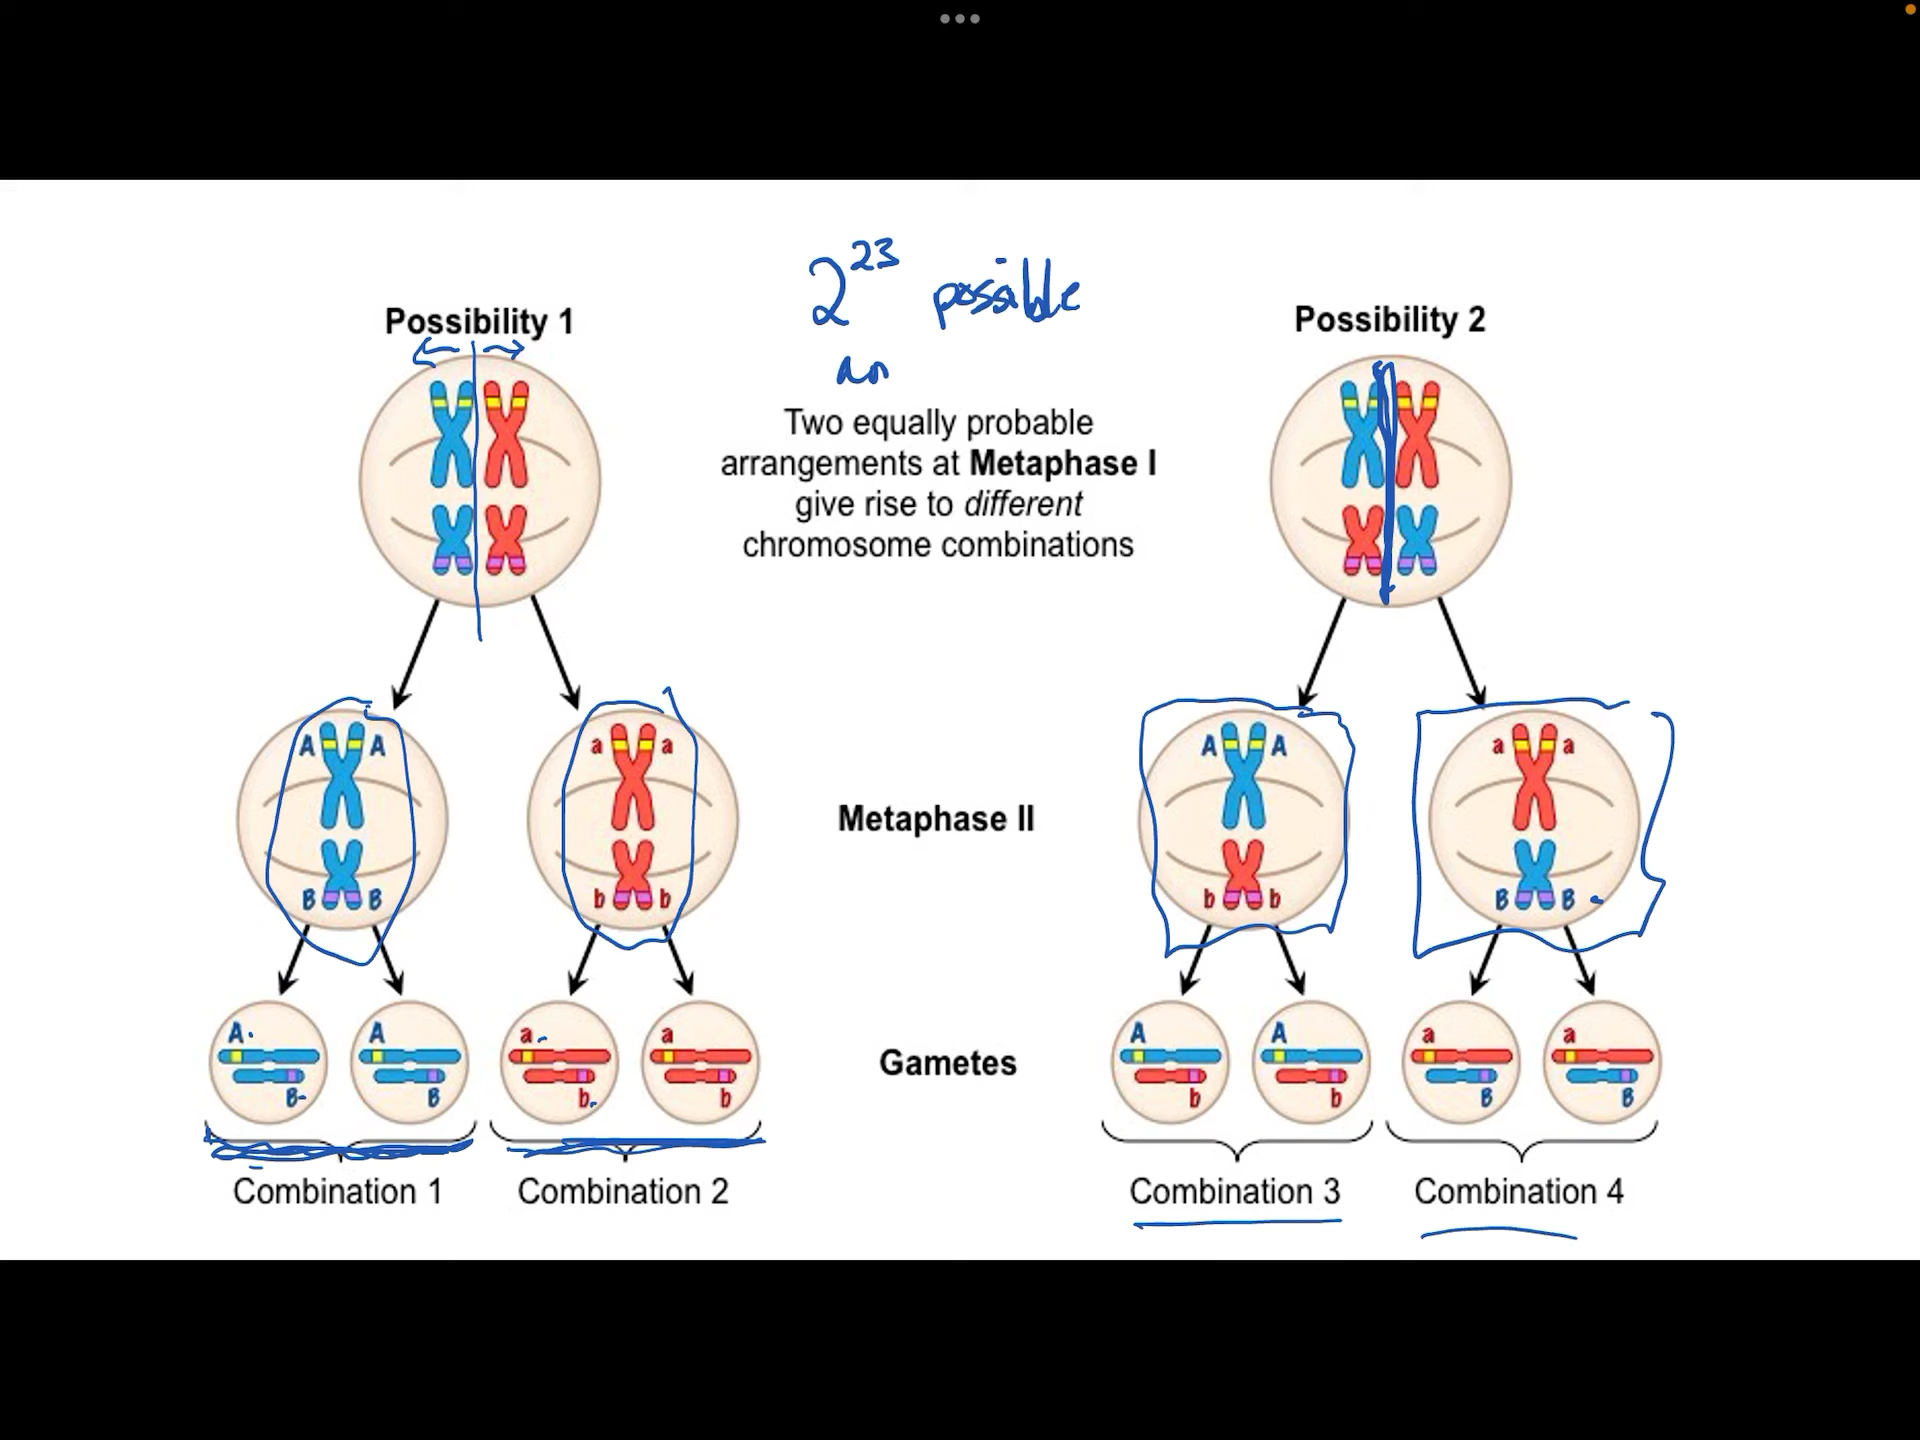 2^23 possible
Possibility 1
Possibility 2
Two equally probable
arrangements at Metaphase I
give rise to different
chromosome combinations
A A
a a
A A
a a
Metaphase II
B B
b b
b b
B B
A A a a
A A a a
Gametes
B B b b
b b B B
Combination 1
Combination 2
Combination 3
Combination 4